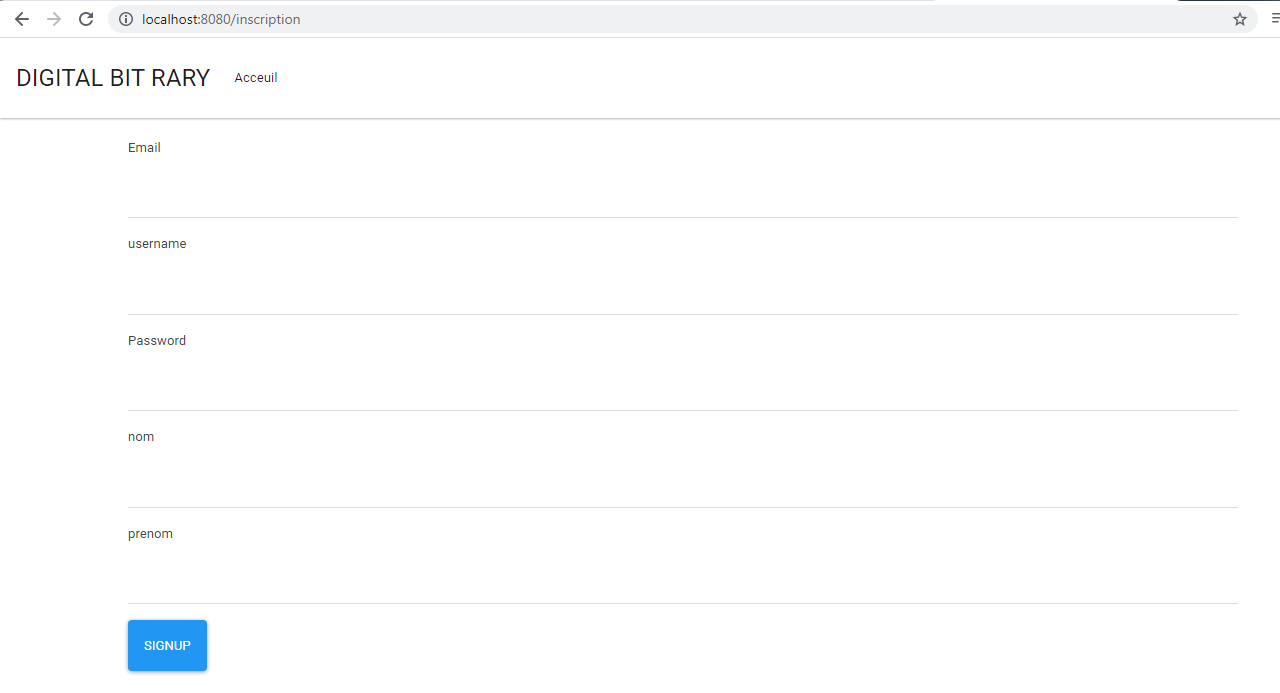 localhost:8080/inscription
DIGITAL BIT RARY Acceuil
Email
username
Password
nom
prenom
SIGNUP